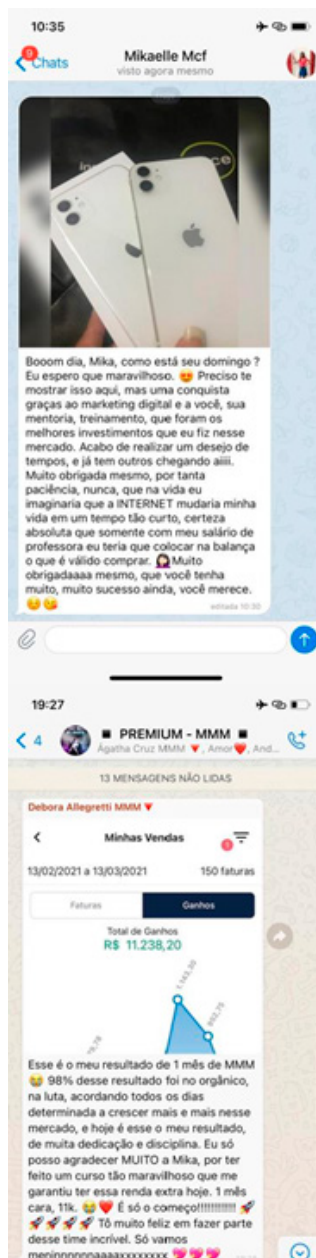 10:35
9
Chats
Mikaelle Mcf
visto agora mesmo
Booom dia, Mika, como está seu domingo ?
Eu espero que maravilhoso. 😍 Preciso te
mostrar isso aqui, mas uma conquista
graças ao marketing digital e a você, sua
mentoria, treinamento, que foram os
melhores investimentos que eu fiz nesse
mercado. Acabo de realizar um desejo de
tempos, e já tem outros chegando aiiii.
Muito obrigada mesmo, por tanta
paciência, nunca, que na vida eu
imaginaria que a INTERNET mudaria minha
vida em um tempo tão curto, certeza
absoluta que somente com meu salário de
professora eu teria que colocar na balança
o que é válido comprar. 🤦🏻‍♀️Muito
obrigadaaaa mesmo, que você tenha
muito, muito sucesso ainda, você merece.
editada 10:30
19:27
4
PREMIUM - MMM
Ágatha Cruz MMM 🔻, Amor❤️, And...
13 MENSAGENS NÃO LIDAS
Debora Allegretti MMM 🔻
Minhas Vendas
1
13/02/2021 a 13/03/2021
150 faturas
Faturas
Ganhos
Total de Ganhos
R$ 11.238,20
Esse é o meu resultado de 1 mês de MMM
😭 98% desse resultado foi no orgânico,
na luta, acordando todos os dias
determinada a crescer mais e mais nesse
mercado, e hoje é esse o meu resultado,
de muita dedicação e disciplina. Eu só
posso agradecer MUITO a Mika, por ter
feito um curso tão maravilhoso que me
garantiu ter essa renda extra hoje. 1 mês
cara, 11k. 😭❤️ É só o começo!!!!!!!!!!!!! 🚀
🚀🚀🚀🚀 Tô muito feliz em fazer parte
desse time incrível. Só vamos